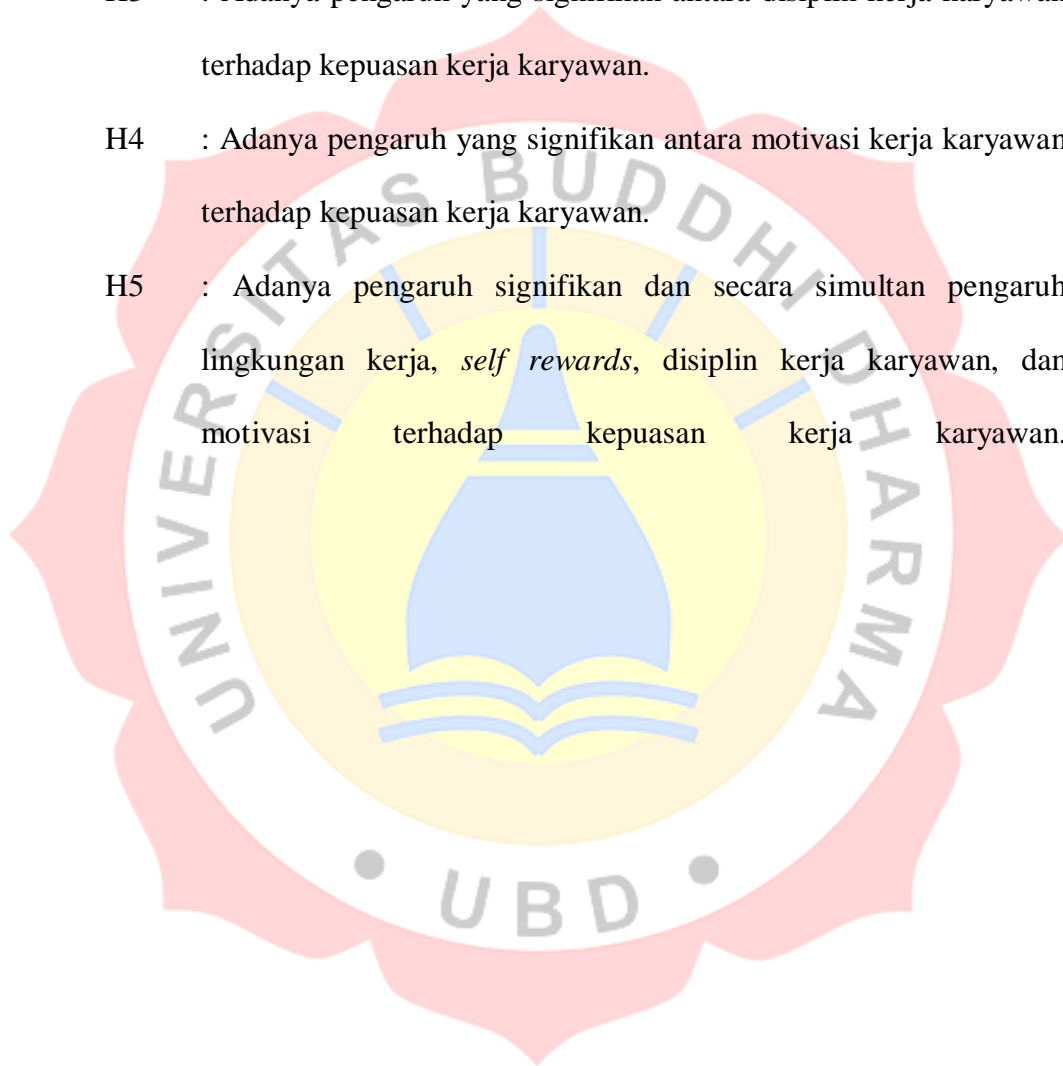 terhadap kepuasan kerja karyawan.
H4 : Adanya pengaruh yang signifikan antara motivasi kerja karyawan
terhadap kepuasan kerja karyawan.
H5 : Adanya pengaruh signifikan dan secara simultan pengaruh
lingkungan kerja, self rewards, disiplin kerja karyawan, dan
motivasi terhadap kepuasan kerja karyawan.
UNIVERSITAS BUDDHI DHARMA
• UBD •